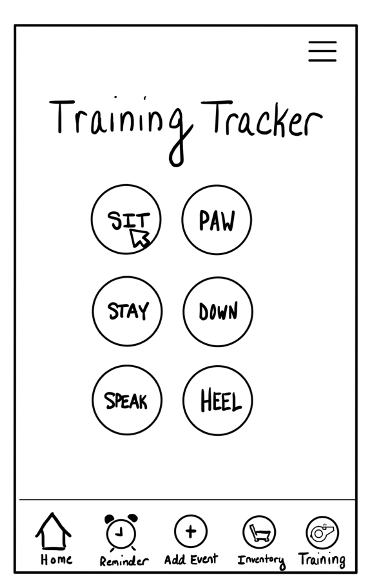 Training Tracker
SIT PAW
STAY DOWN
SPEAK HEEL
Home Reminder Add Event Inventory Training